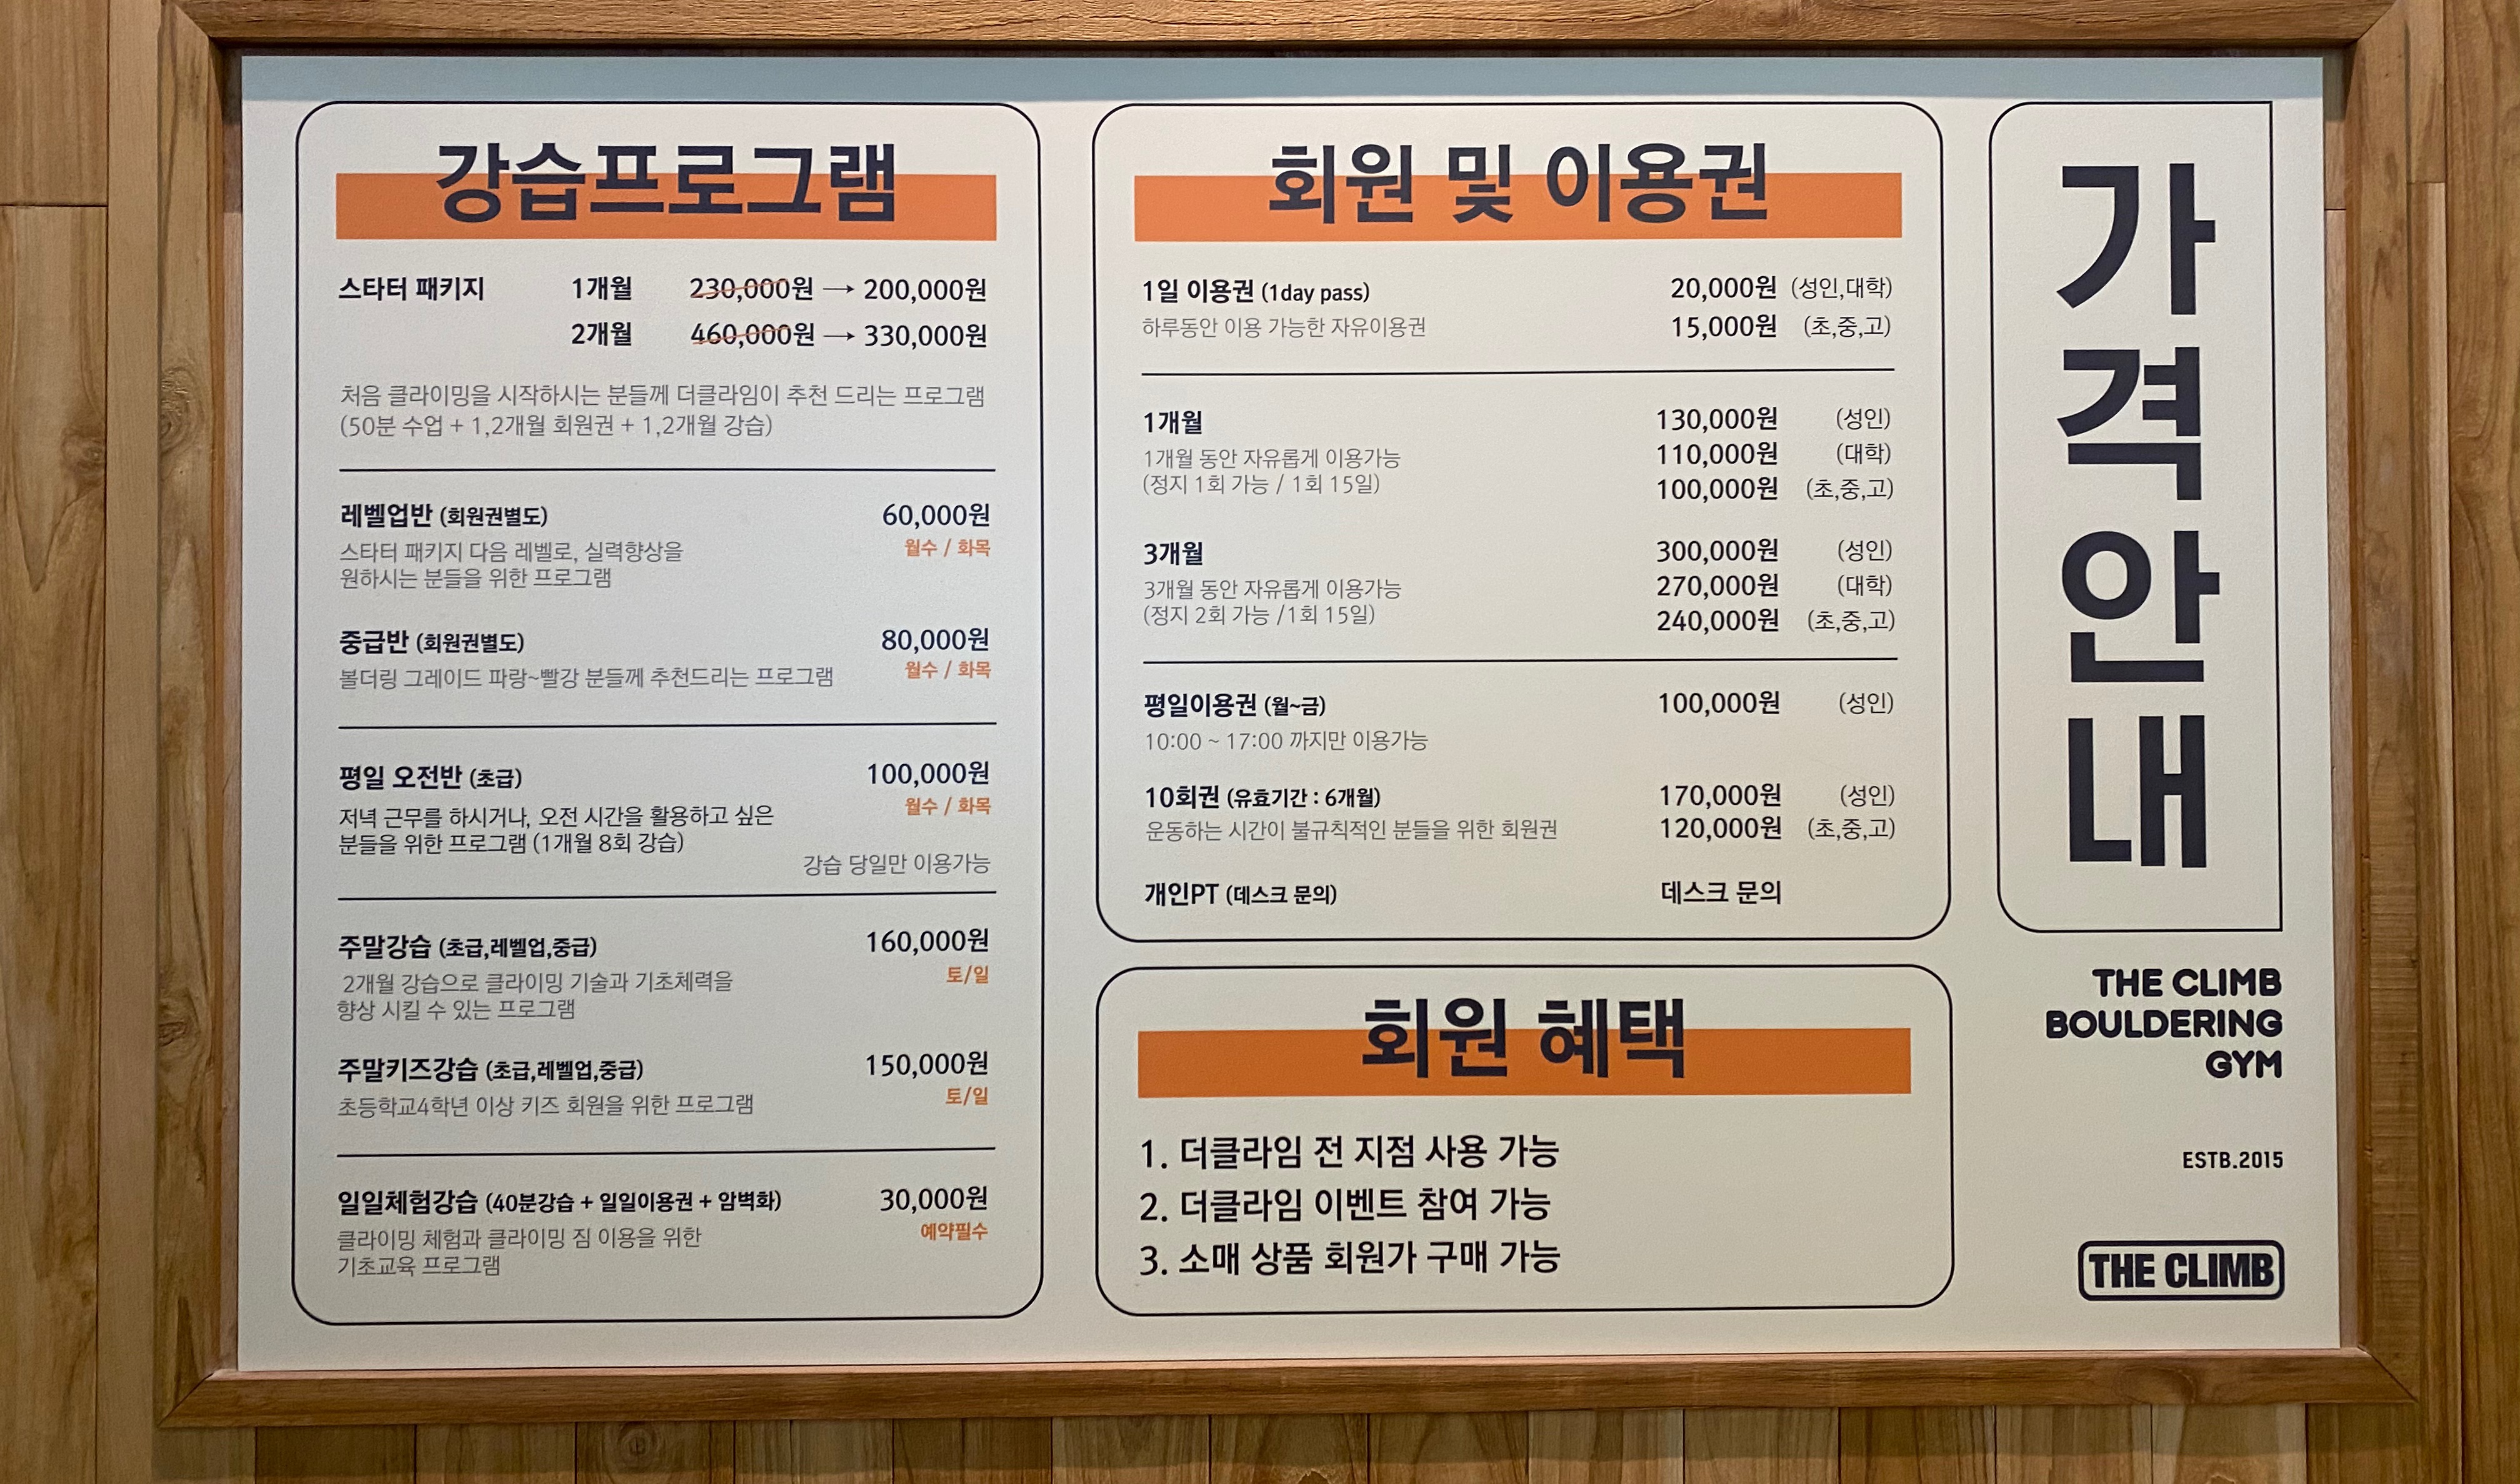 강습프로그램
스타터 패키지 1개월 230,000원 → 200,000원
2개월 460,000원 → 330,000원
처음 클라이밍을 시작하시는 분들께 더클라임이 추천 드리는 프로그램
(50분 수업 + 1,2개월 회원권 + 1,2개월 강습)
레벨업반 (회원권별도) 60,000원
월수 / 화목
스타터 패키지 다음 레벨로, 실력향상을
원하시는 분들을 위한 프로그램
중급반 (회원권별도) 80,000원
월수 / 화목
볼더링 그레이드 파랑~빨강 분들께 추천드리는 프로그램
평일 오전반 (초급) 100,000원
월수 / 화목
저녁 근무를 하시거나, 오전 시간을 활용하고 싶은
분들을 위한 프로그램 (1개월 8회 강습)
강습 당일만 이용가능
주말강습 (초급,레벨업,중급) 160,000원
토/일
2개월 강습으로 클라이밍 기술과 기초체력을
향상 시킬 수 있는 프로그램
주말키즈강습 (초급,레벨업,중급) 150,000원
토/일
초등학교4학년 이상 키즈 회원을 위한 프로그램
일일체험강습 (40분강습 + 일일이용권 + 암벽화) 30,000원
예약필수
클라이밍 체험과 클라이밍 짐 이용을 위한
기초교육 프로그램
회원 및 이용권
1일 이용권 (1day pass) 20,000원 (성인,대학)
하루동안 이용 가능한 자유이용권 15,000원 (초,중,고)
1개월 130,000원 (성인)
1개월 동안 자유롭게 이용가능 110,000원 (대학)
(정지 1회 가능 / 1회 15일) 100,000원 (초,중,고)
3개월 300,000원 (성인)
3개월 동안 자유롭게 이용가능 270,000원 (대학)
(정지 2회 가능 /1회 15일) 240,000원 (초,중,고)
평일이용권 (월~금) 100,000원 (성인)
10:00 ~ 17:00 까지만 이용가능
10회권 (유효기간 : 6개월) 170,000원 (성인)
운동하는 시간이 불규칙적인 분들을 위한 회원권 120,000원 (초,중,고)
개인PT (데스크 문의) 데스크 문의
회원 혜택
1. 더클라임 전 지점 사용 가능
2. 더클라임 이벤트 참여 가능
3. 소매 상품 회원가 구매 가능
가격안내
THE CLIMB
BOULDERING
GYM
ESTB.2015
THE CLIMB